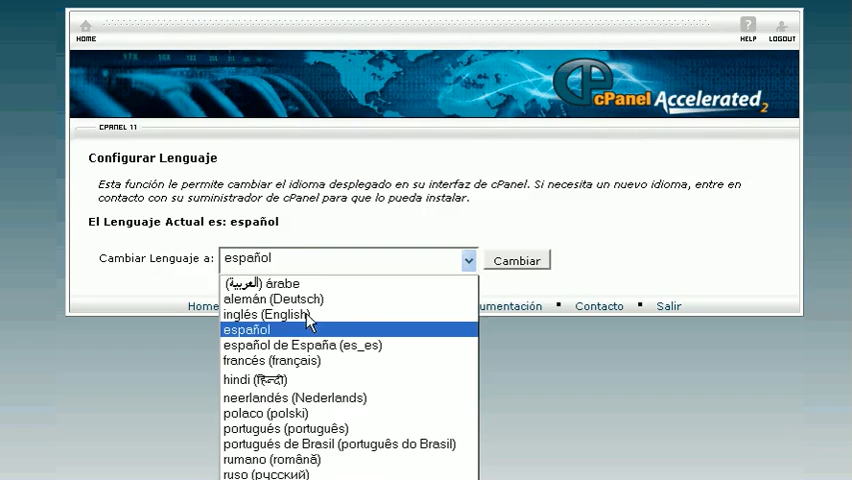 HOME
HELP
LOGOUT
cPanel Accelerated2
CPANEL 11
Configurar Lenguaje
Esta función le permite cambiar el idioma desplegado en su interfaz de cPanel. Si necesita un nuevo idioma, entre en
contacto con su suministrador de cPanel para que lo pueda instalar.
El Lenguaje Actual es: español
Cambiar Lenguaje a:
español
Cambiar
(العربية) árabe
alemán (Deutsch)
inglés (English)
español
español de España (es_es)
francés (français)
hindi (हिन्दी)
neerlandés (Nederlands)
polaco (polski)
portugués (português)
portugués de Brasil (português do Brasil)
rumano (română)
ruso (русский)
Home
umentación
Contacto
Salir